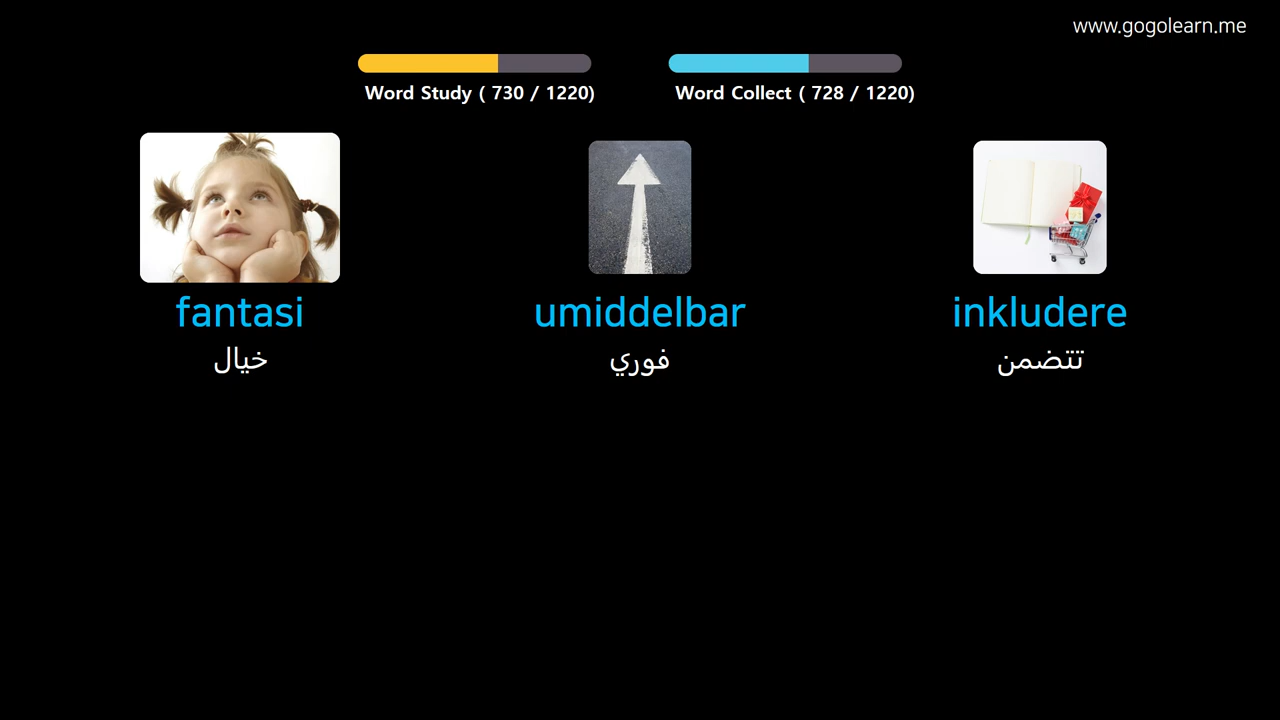 www.gogolearn.me
Word Study ( 730 / 1220)
Word Collect ( 728 / 1220)
fantasi
umiddelbar
inkludere
خيال
فوري
تتضمن